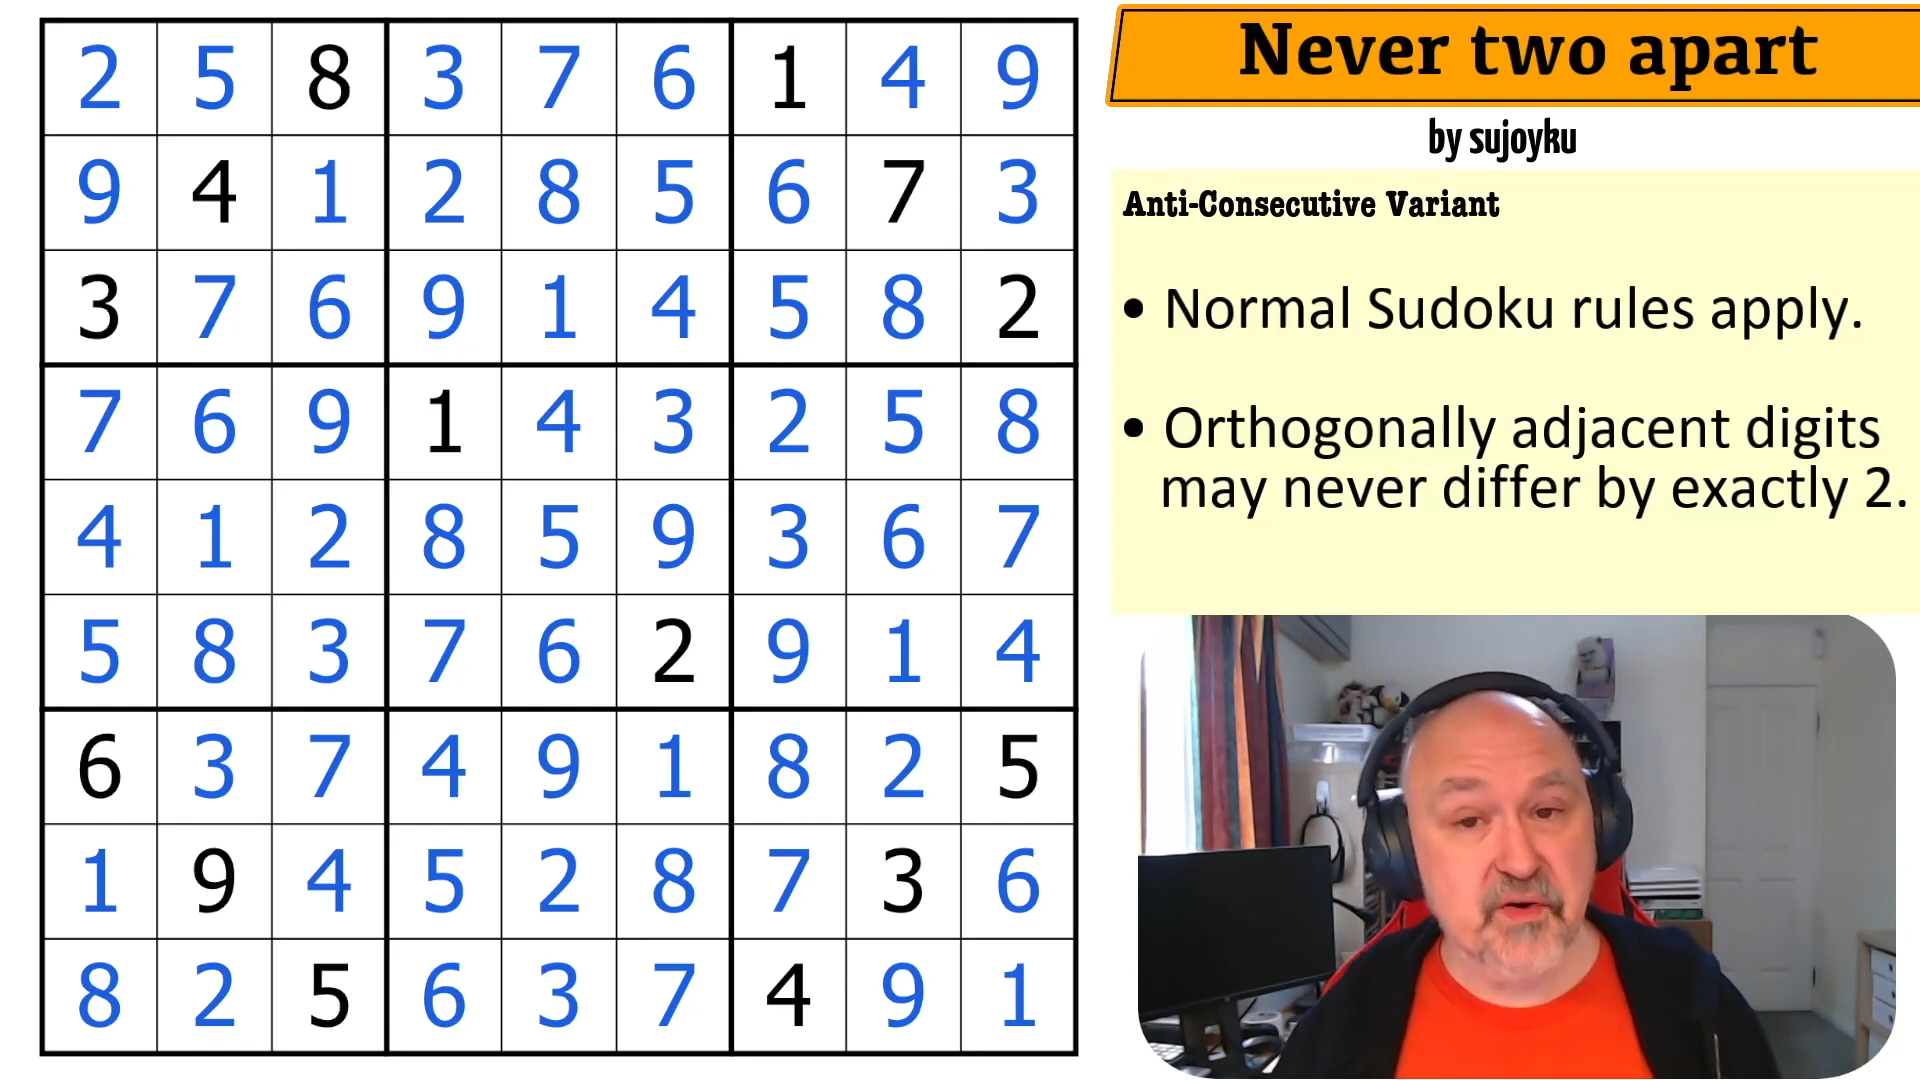 2 5 8 3 7 6 1 4 9
9 4 1 2 8 5 6 7 3
3 7 6 9 1 4 5 8 2
7 6 9 1 4 3 2 5 8
4 1 2 8 5 9 3 6 7
5 8 3 7 6 2 9 1 4
6 3 7 4 9 1 8 2 5
1 9 4 5 2 8 7 3 6
8 2 5 6 3 7 4 9 1
Never two apart
by sujoyku
Anti-Consecutive Variant
• Normal Sudoku rules apply.
• Orthogonally adjacent digits
may never differ by exactly 2.